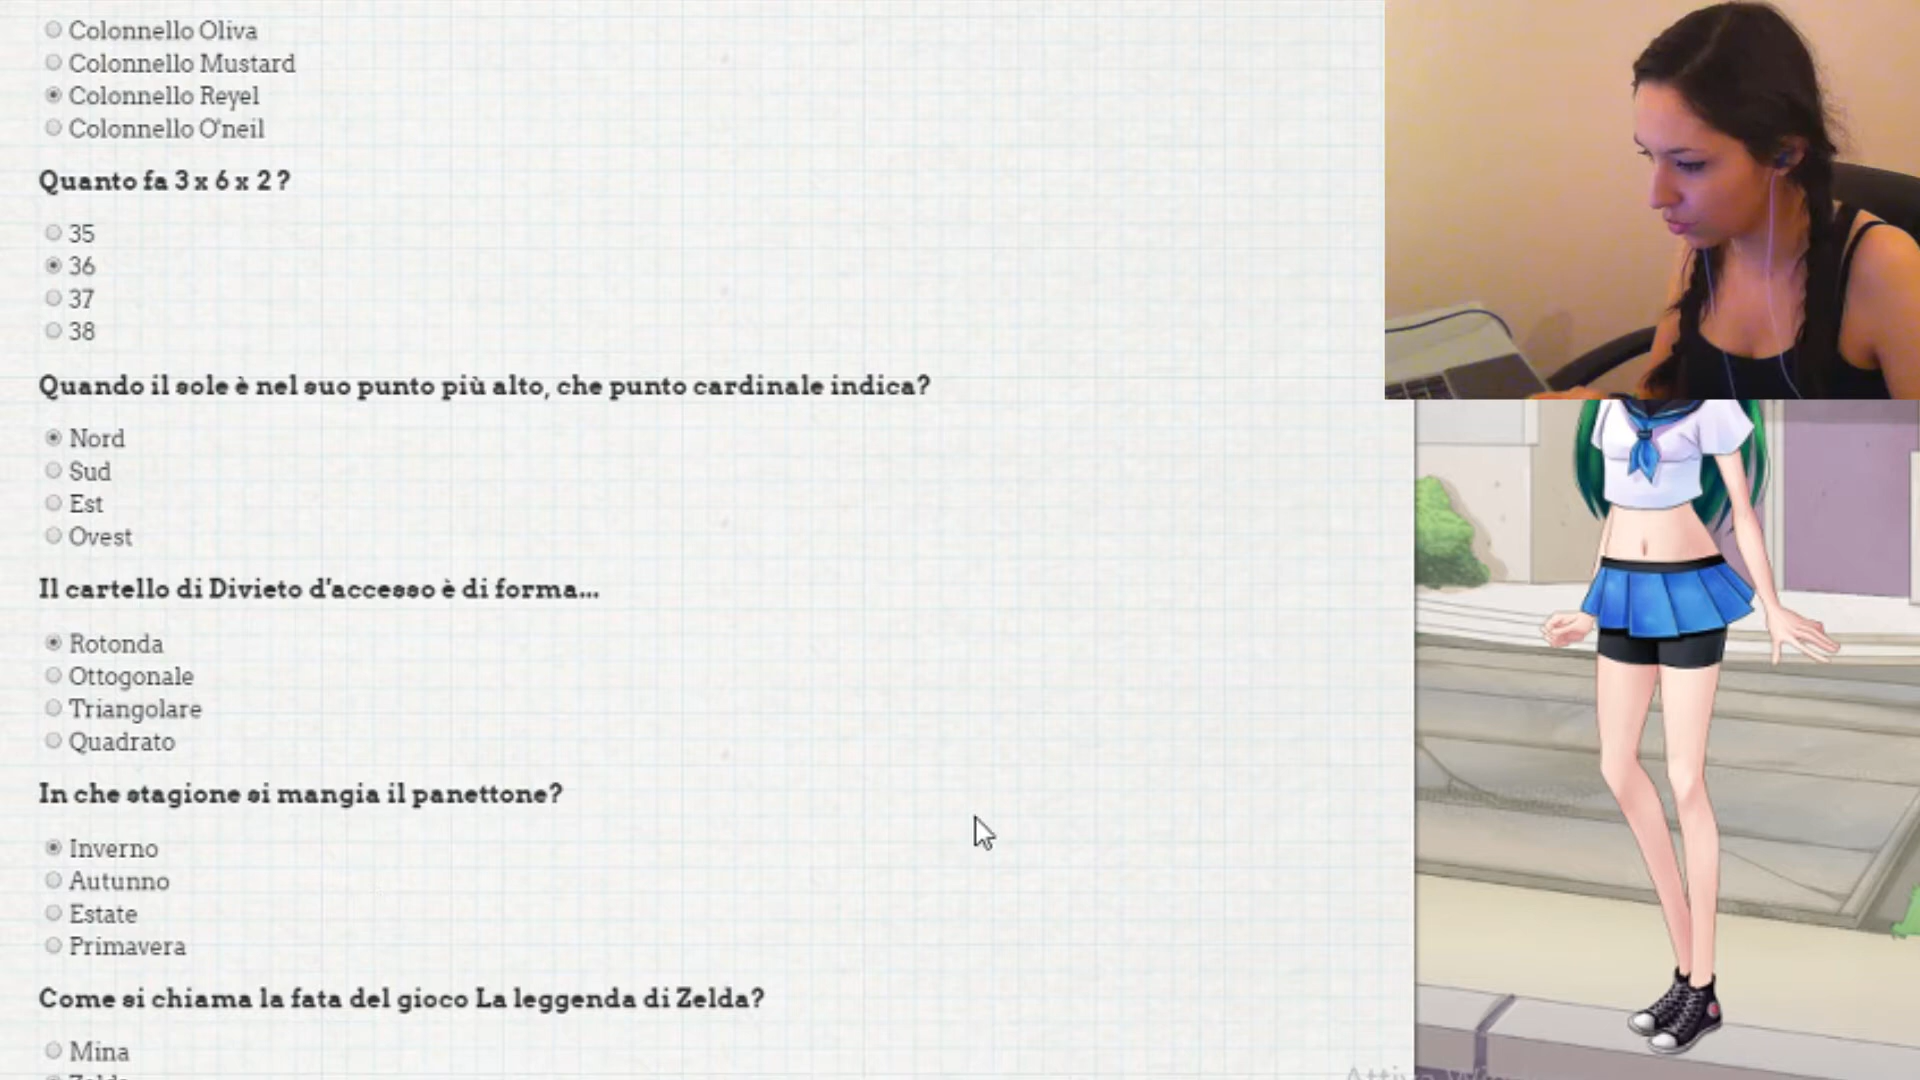 Colonnello Oliva
Colonnello Mustard
Colonnello Reyel
Colonnello O'neil
Quanto fa 3 x 6 x 2 ?
35
36
37
38
Quando il sole è nel suo punto più alto, che punto cardinale indica?
Nord
Sud
Est
Ovest
Il cartello di Divieto d'accesso è di forma...
Rotonda
Ottogonale
Triangolare
Quadrato
In che stagione si mangia il panettone?
Inverno
Autunno
Estate
Primavera
Come si chiama la fata del gioco La leggenda di Zelda?
Mina